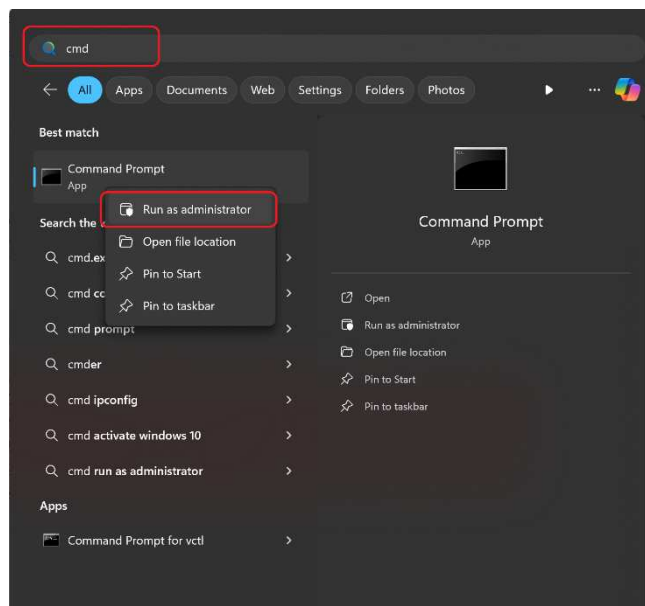 cmd
All Apps Documents Web Settings Folders Photos
Best match
Command Prompt
App
Run as administrator
Open file location
Pin to Start
Pin to taskbar
Search the
cmd.ex
cmd
cmd prompt
cmder
cmd ipconfig
cmd activate windows 10
cmd run as administrator
Apps
Command Prompt for vctl
Command Prompt
App
Open
Run as administrator
Open file location
Pin to Start
Pin to taskbar